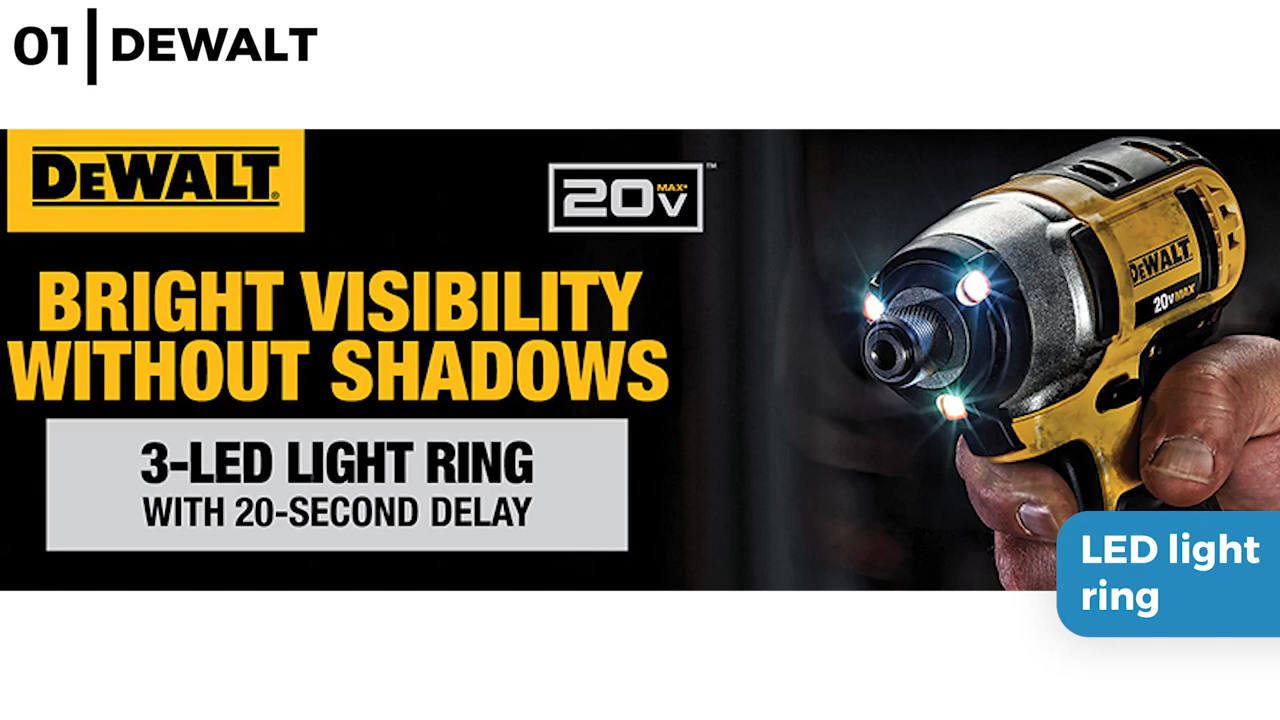 01 | DEWALT
DEWALT®
20V MAX* ™
BRIGHT VISIBILITY
WITHOUT SHADOWS
3-LED LIGHT RING
WITH 20-SECOND DELAY
DEWALT
20V MAX*
LED light
ring